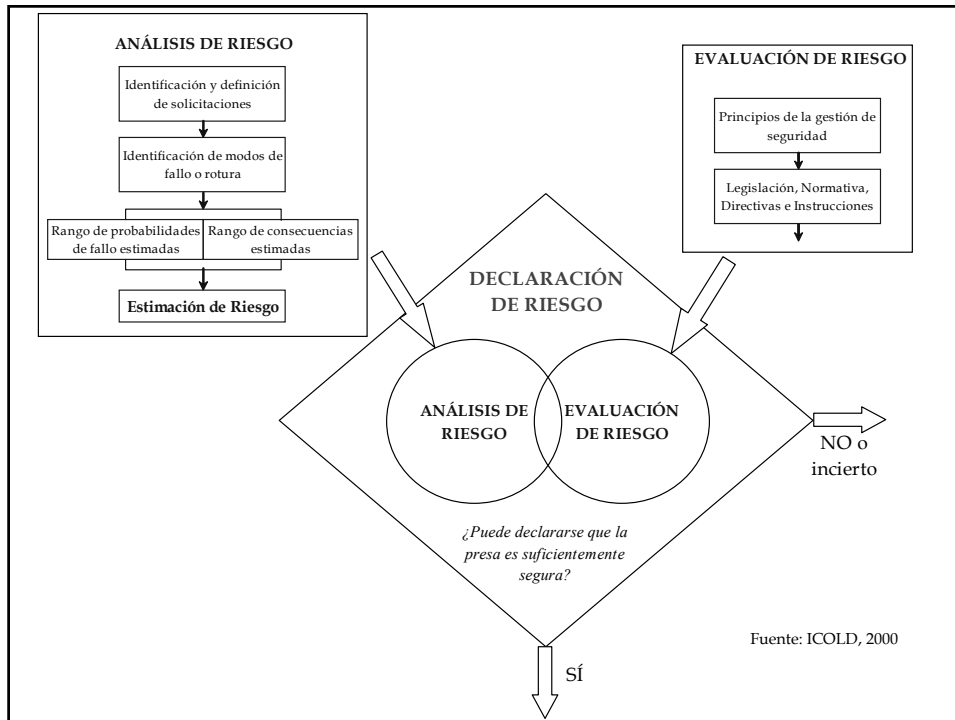 ANÁLISIS DE RIESGO
Identificación y definición
de solicitaciones
Identificación de modos de
fallo o rotura
Rango de probabilidades
de fallo estimadas
Rango de consecuencias
estimadas
Estimación de Riesgo
EVALUACIÓN DE RIESGO
Principios de la gestión de
seguridad
Legislación, Normativa,
Directivas e Instrucciones
DECLARACIÓN
DE RIESGO
ANÁLISIS DE
RIESGO
EVALUACIÓN
DE RIESGO
NO o
incierto
¿Puede declararse que la
presa es suficientemente
segura?
Fuente: ICOLD, 2000
SÍ